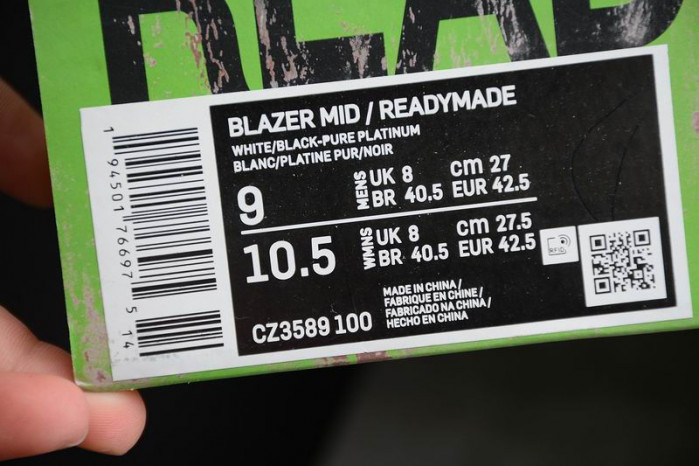 READ
BLAZER MID / READYMADE
WHITE/BLACK-PURE PLATINUM
BLANC/PLATINE PUR/NOIR
9 MENS UK 8 cm 27
BR 40.5 EUR 42.5
10.5 WMNS UK 8 cm 27.5
BR 40.5 EUR 42.5
RFID
CZ3589 100
MADE IN CHINA /
FABRIQUE EN CHINE /
FABRICADO NA CHINA /
HECHO EN CHINA
1 94501 76697 5 14